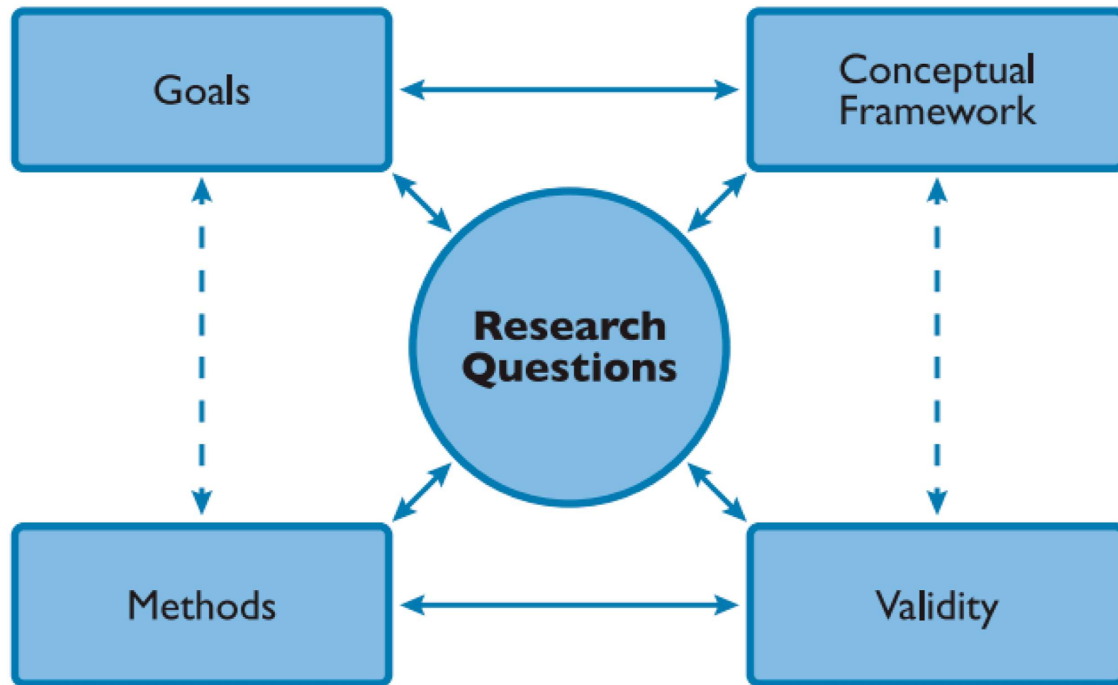 Goals
Conceptual
Framework
Research
Questions
Methods
Validity